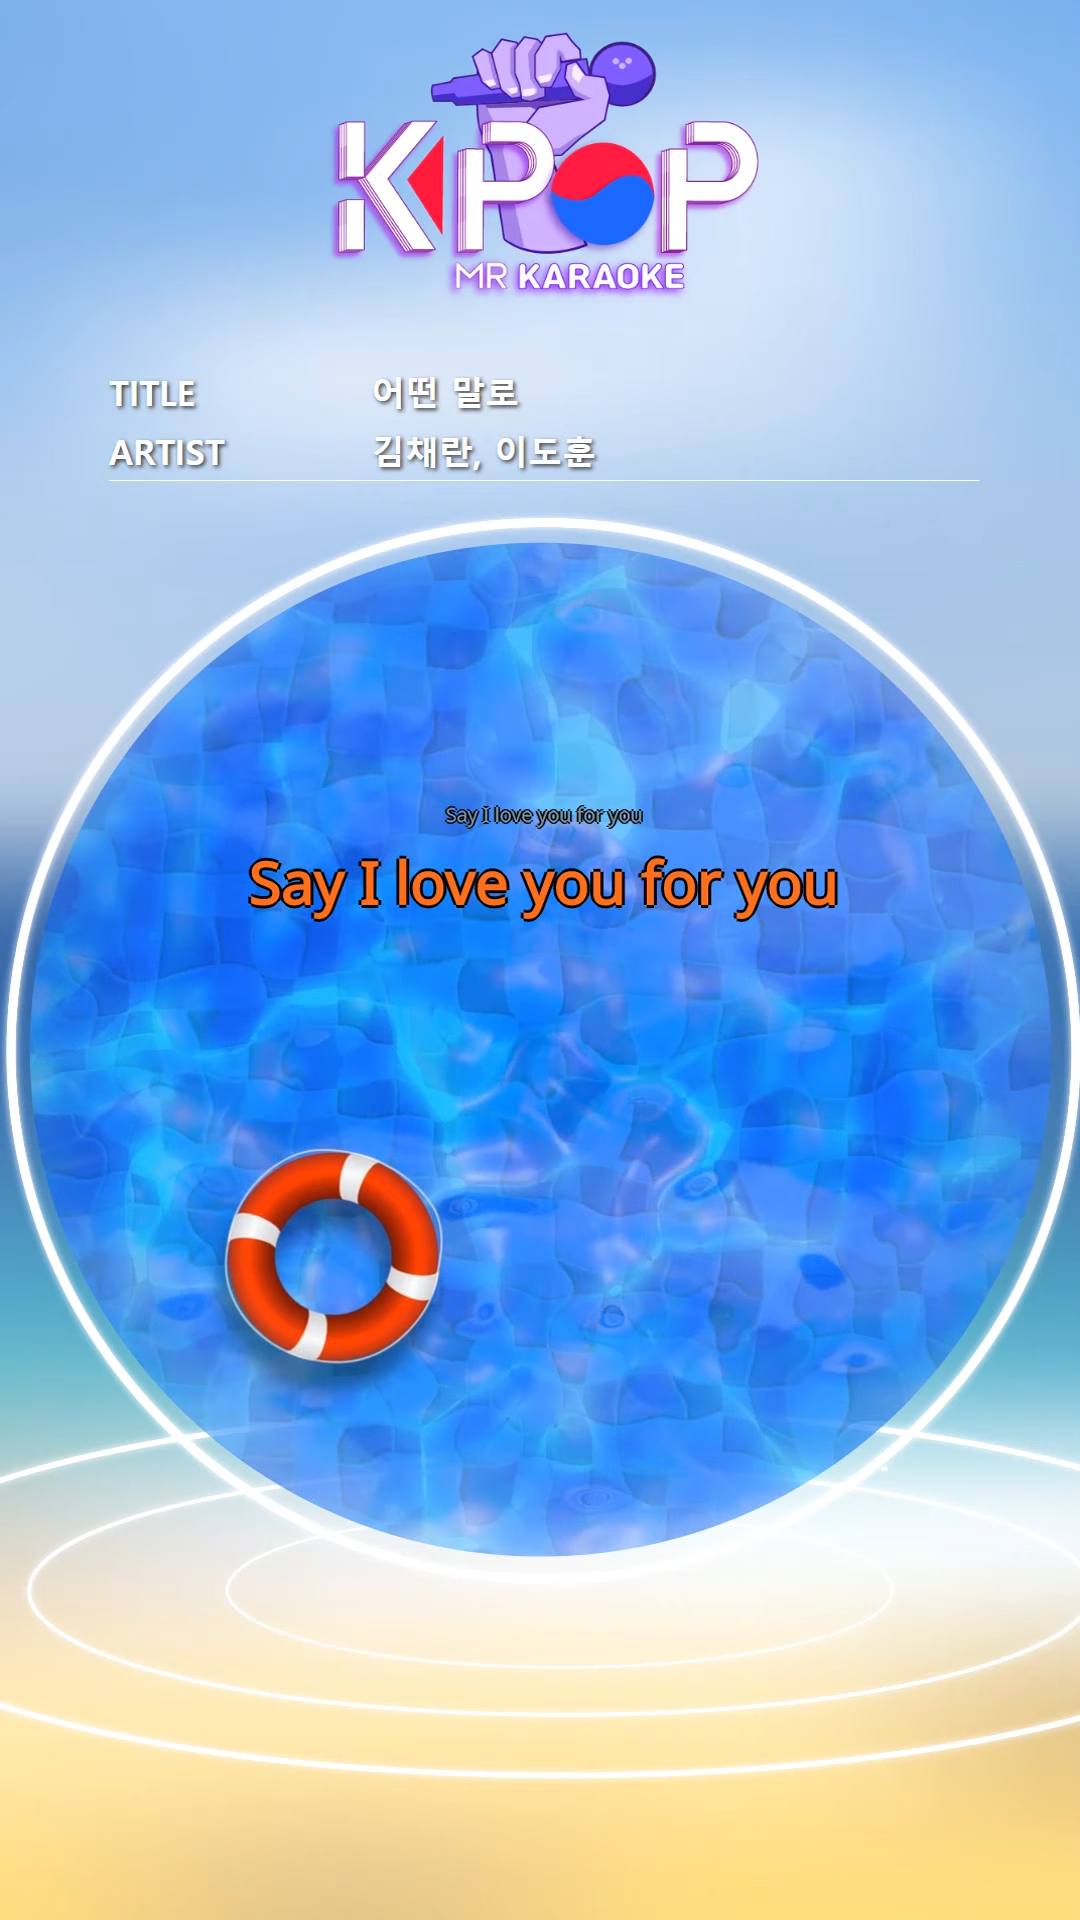 KPOP
MR KARAOKE
TITLE 어떤 말로
ARTIST 김채란, 이도훈
Say I love you for you
Say I love you for you